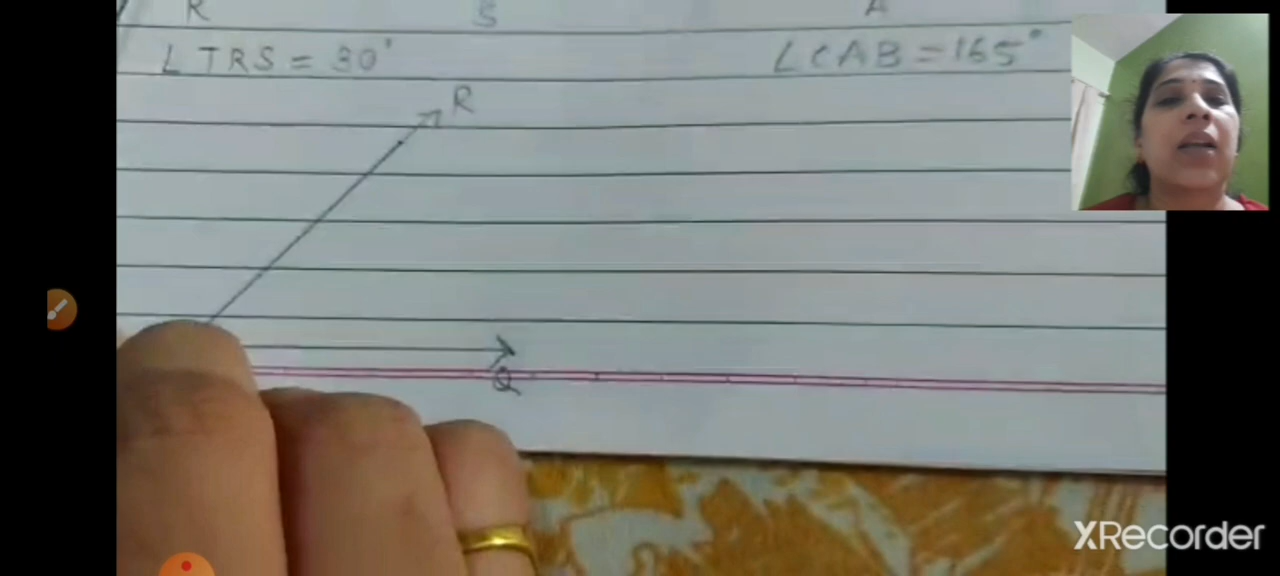 R S A
∠TRS = 30°
∠CAB = 165°
R
Q
XRecorder